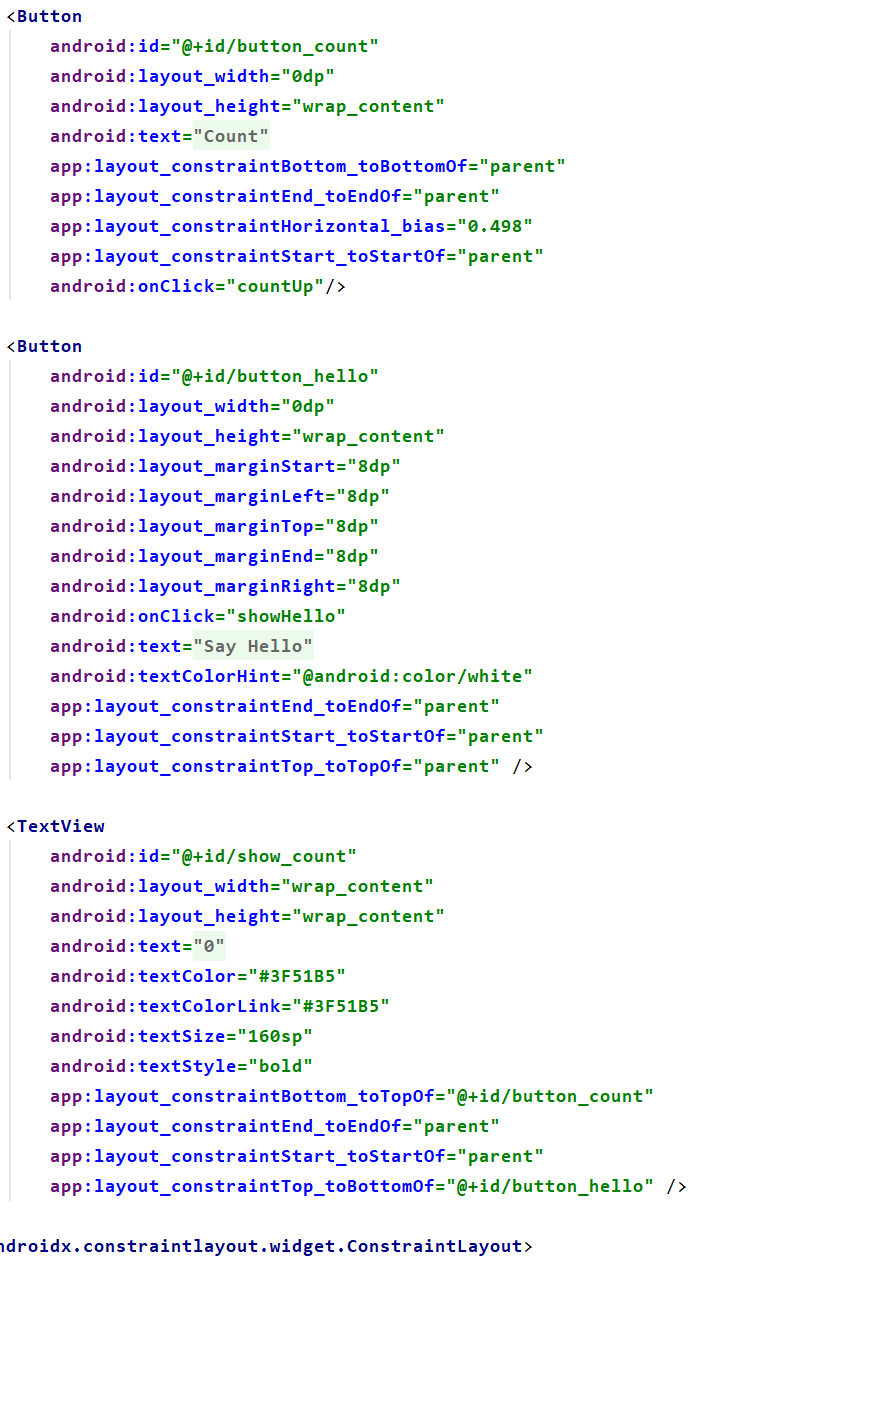 <Button
android:id="@+id/button_count"
android:layout_width="0dp"
android:layout_height="wrap_content"
android:text="Count"
app:layout_constraintBottom_toBottomOf="parent"
app:layout_constraintEnd_toEndOf="parent"
app:layout_constraintHorizontal_bias="0.498"
app:layout_constraintStart_toStartOf="parent"
android:onClick="countUp"/>
<Button
android:id="@+id/button_hello"
android:layout_width="0dp"
android:layout_height="wrap_content"
android:layout_marginStart="8dp"
android:layout_marginLeft="8dp"
android:layout_marginTop="8dp"
android:layout_marginEnd="8dp"
android:layout_marginRight="8dp"
android:onClick="showHello"
android:text="Say Hello"
android:textColorHint="@android:color/white"
app:layout_constraintEnd_toEndOf="parent"
app:layout_constraintStart_toStartOf="parent"
app:layout_constraintTop_toTopOf="parent" />
<TextView
android:id="@+id/show_count"
android:layout_width="wrap_content"
android:layout_height="wrap_content"
android:text="0"
android:textColor="#3F51B5"
android:textColorLink="#3F51B5"
android:textSize="160sp"
android:textStyle="bold"
app:layout_constraintBottom_toTopOf="@+id/button_count"
app:layout_constraintEnd_toEndOf="parent"
app:layout_constraintStart_toStartOf="parent"
app:layout_constraintTop_toBottomOf="@+id/button_hello" />
ndroidx.constraintlayout.widget.ConstraintLayout>